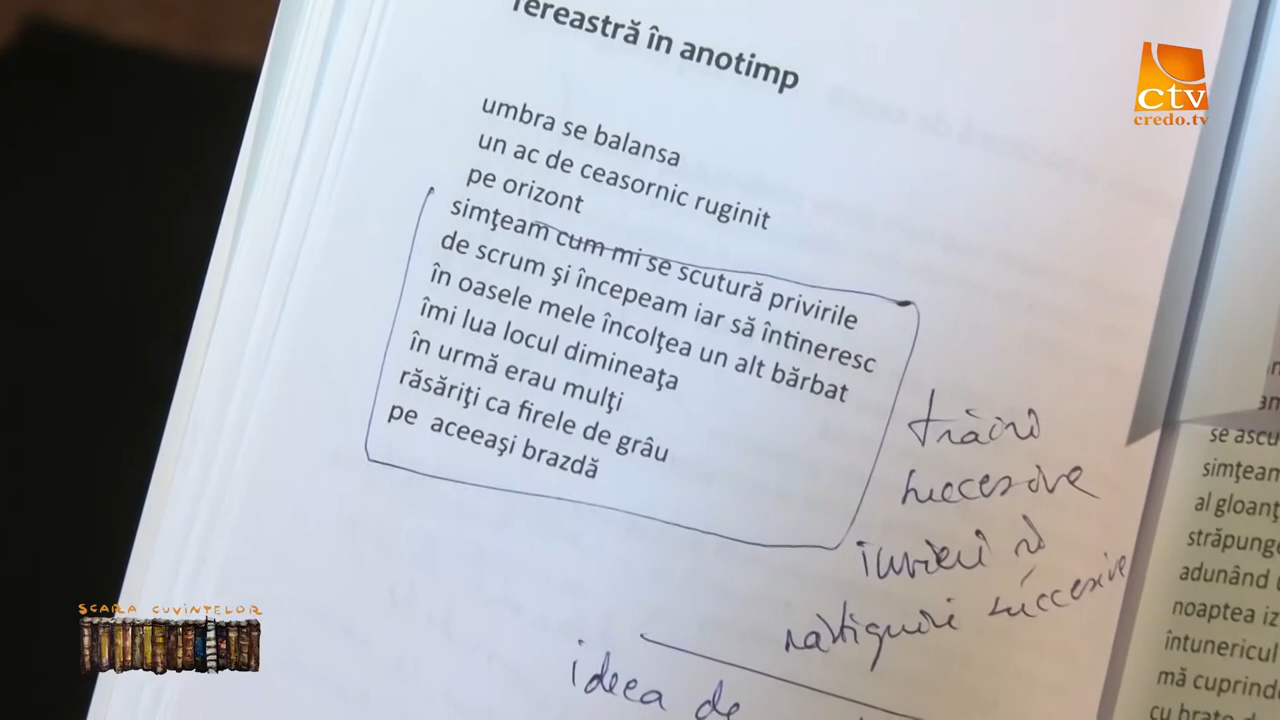 fereastră în anotimp
umbra se balansa
un ac de ceasornic ruginit
pe orizont
simţeam cum mi se scutură privirile
de scrum şi începeam iar să întineresc
în oasele mele încolţea un alt bărbat
îmi lua locul dimineaţa
în urmă erau mulţi
răsăriţi ca firele de grâu
pe aceeaşi brazdă
trăiri
succesive
învieri și
răstigniri succesive
ideea de
se ascu
simţeam
al gloanţ
străpunge
adunând
noaptea iz
întunericul
mă cuprind
ctv
credo.tv
SCARA CUVINTELOR